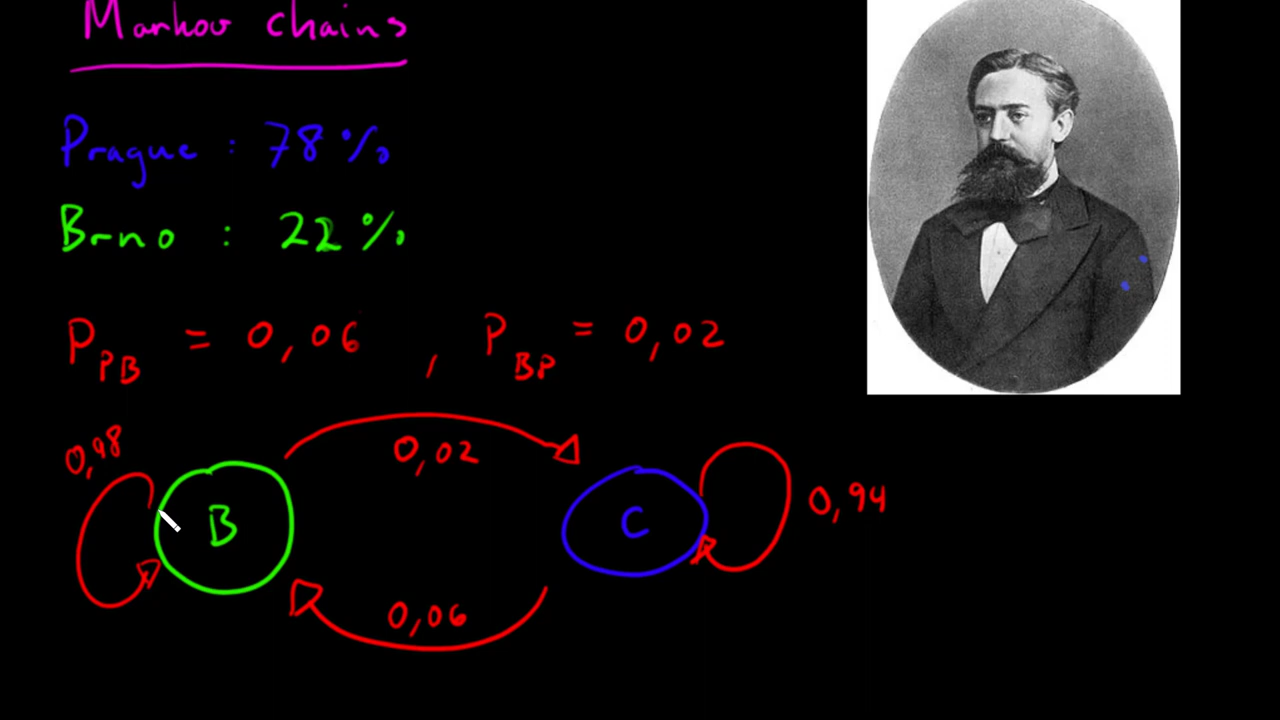 Markov chains
Prague : 78%
Brno : 22%
P_PB = 0,06 , P_BP = 0,02
0,98
0,02
B
C
0,94
0,06